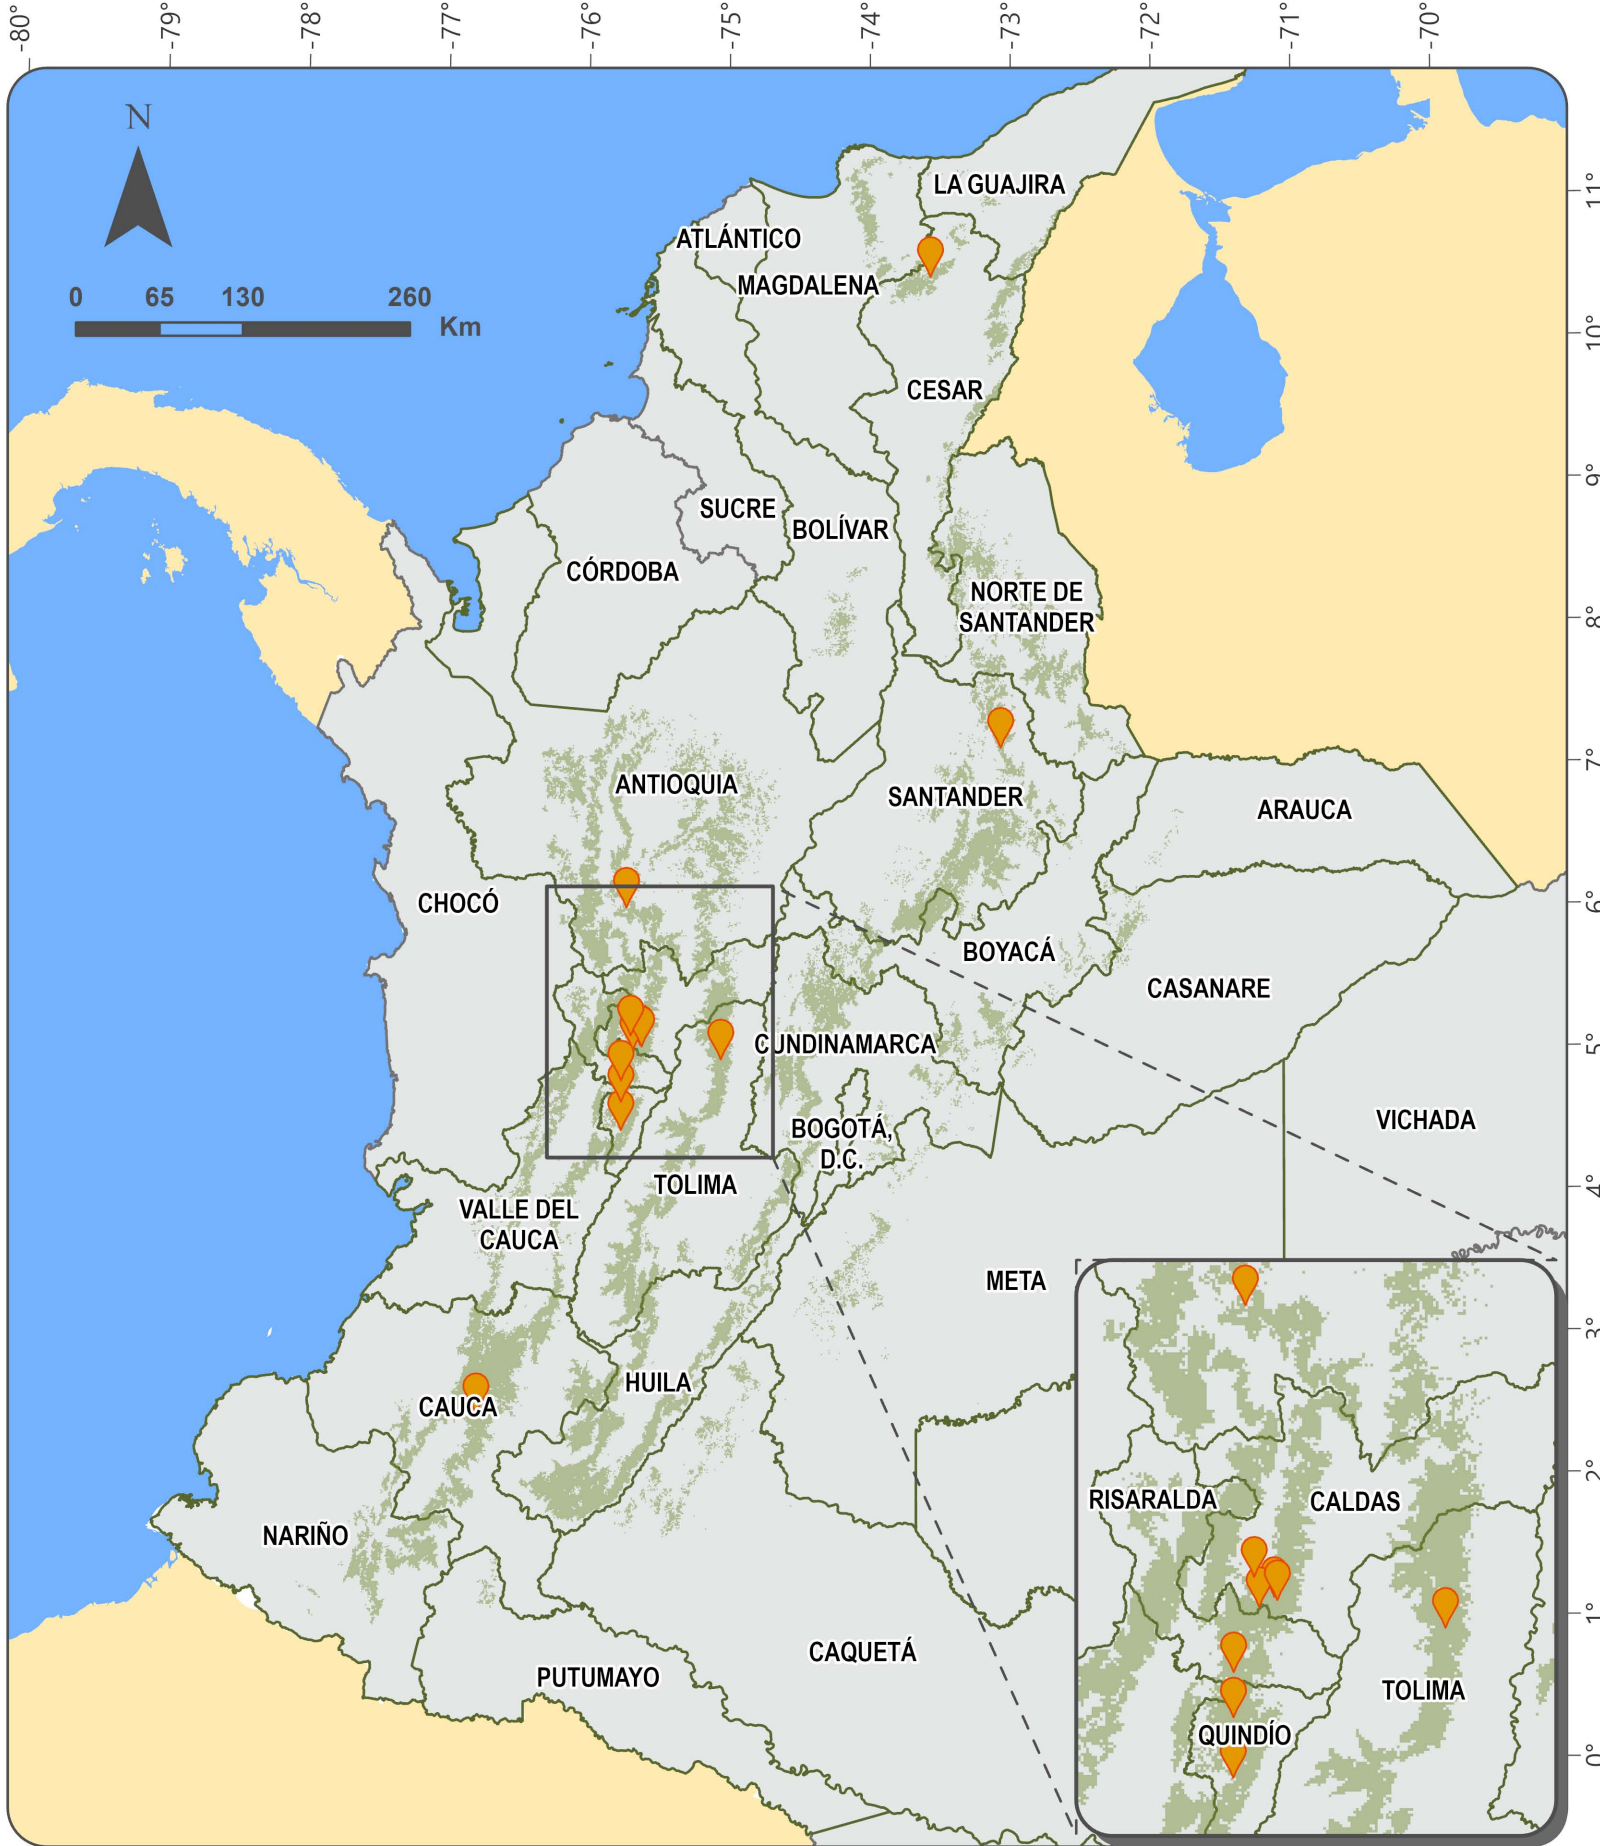 -80°
-79°
-78°
-77°
-76°
-75°
-74°
-73°
-72°
-71°
-70°
N
0 65 130 260
Km
11°
10°
9°
8°
7°
6°
5°
4°
3°
2°
1°
0°
LA GUAJIRA
ATLÁNTICO
MAGDALENA
CESAR
SUCRE
BOLÍVAR
CÓRDOBA
NORTE DE
SANTANDER
ANTIOQUIA
SANTANDER
ARAUCA
CHOCÓ
BOYACÁ
CASANARE
CUNDINAMARCA
VICHADA
BOGOTÁ,
D.C.
TOLIMA
VALLE DEL
CAUCA
META
HUILA
CAUCA
NARIÑO
CAQUETÁ
PUTUMAYO
RISARALDA
CALDAS
TOLIMA
QUINDÍO